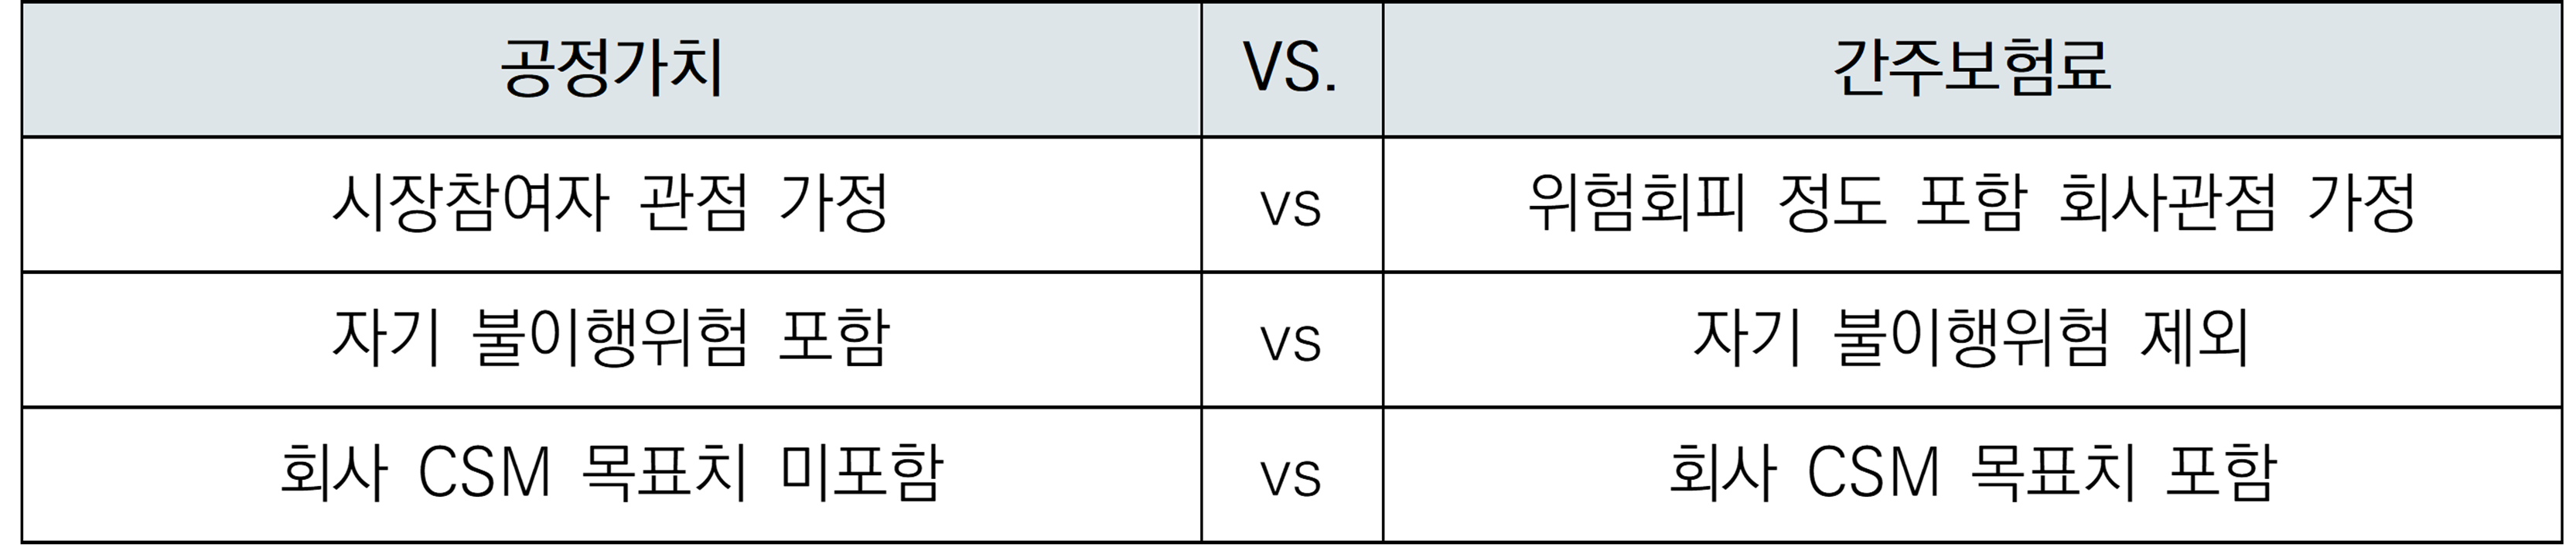 공정가치 VS. 간주보험료
시장참여자 관점 가정 vs 위험회피 정도 포함 회사관점 가정
자기 불이행위험 포함 vs 자기 불이행위험 제외
회사 CSM 목표치 미포함 vs 회사 CSM 목표치 포함